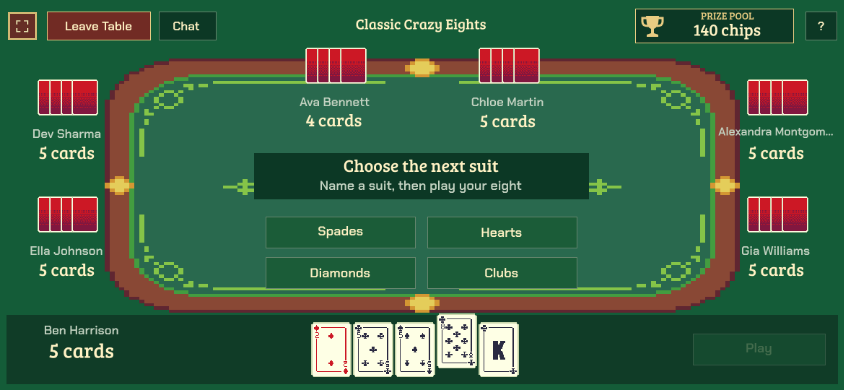 Leave Table
Chat
Classic Crazy Eights
PRIZE POOL
140 chips
?
Ava Bennett
4 cards
Chloe Martin
5 cards
Dev Sharma
5 cards
Alexandra Montgom...
5 cards
Choose the next suit
Name a suit, then play your eight
Spades
Hearts
Diamonds
Clubs
Ella Johnson
5 cards
Gia Williams
5 cards
Ben Harrison
5 cards
K
Play